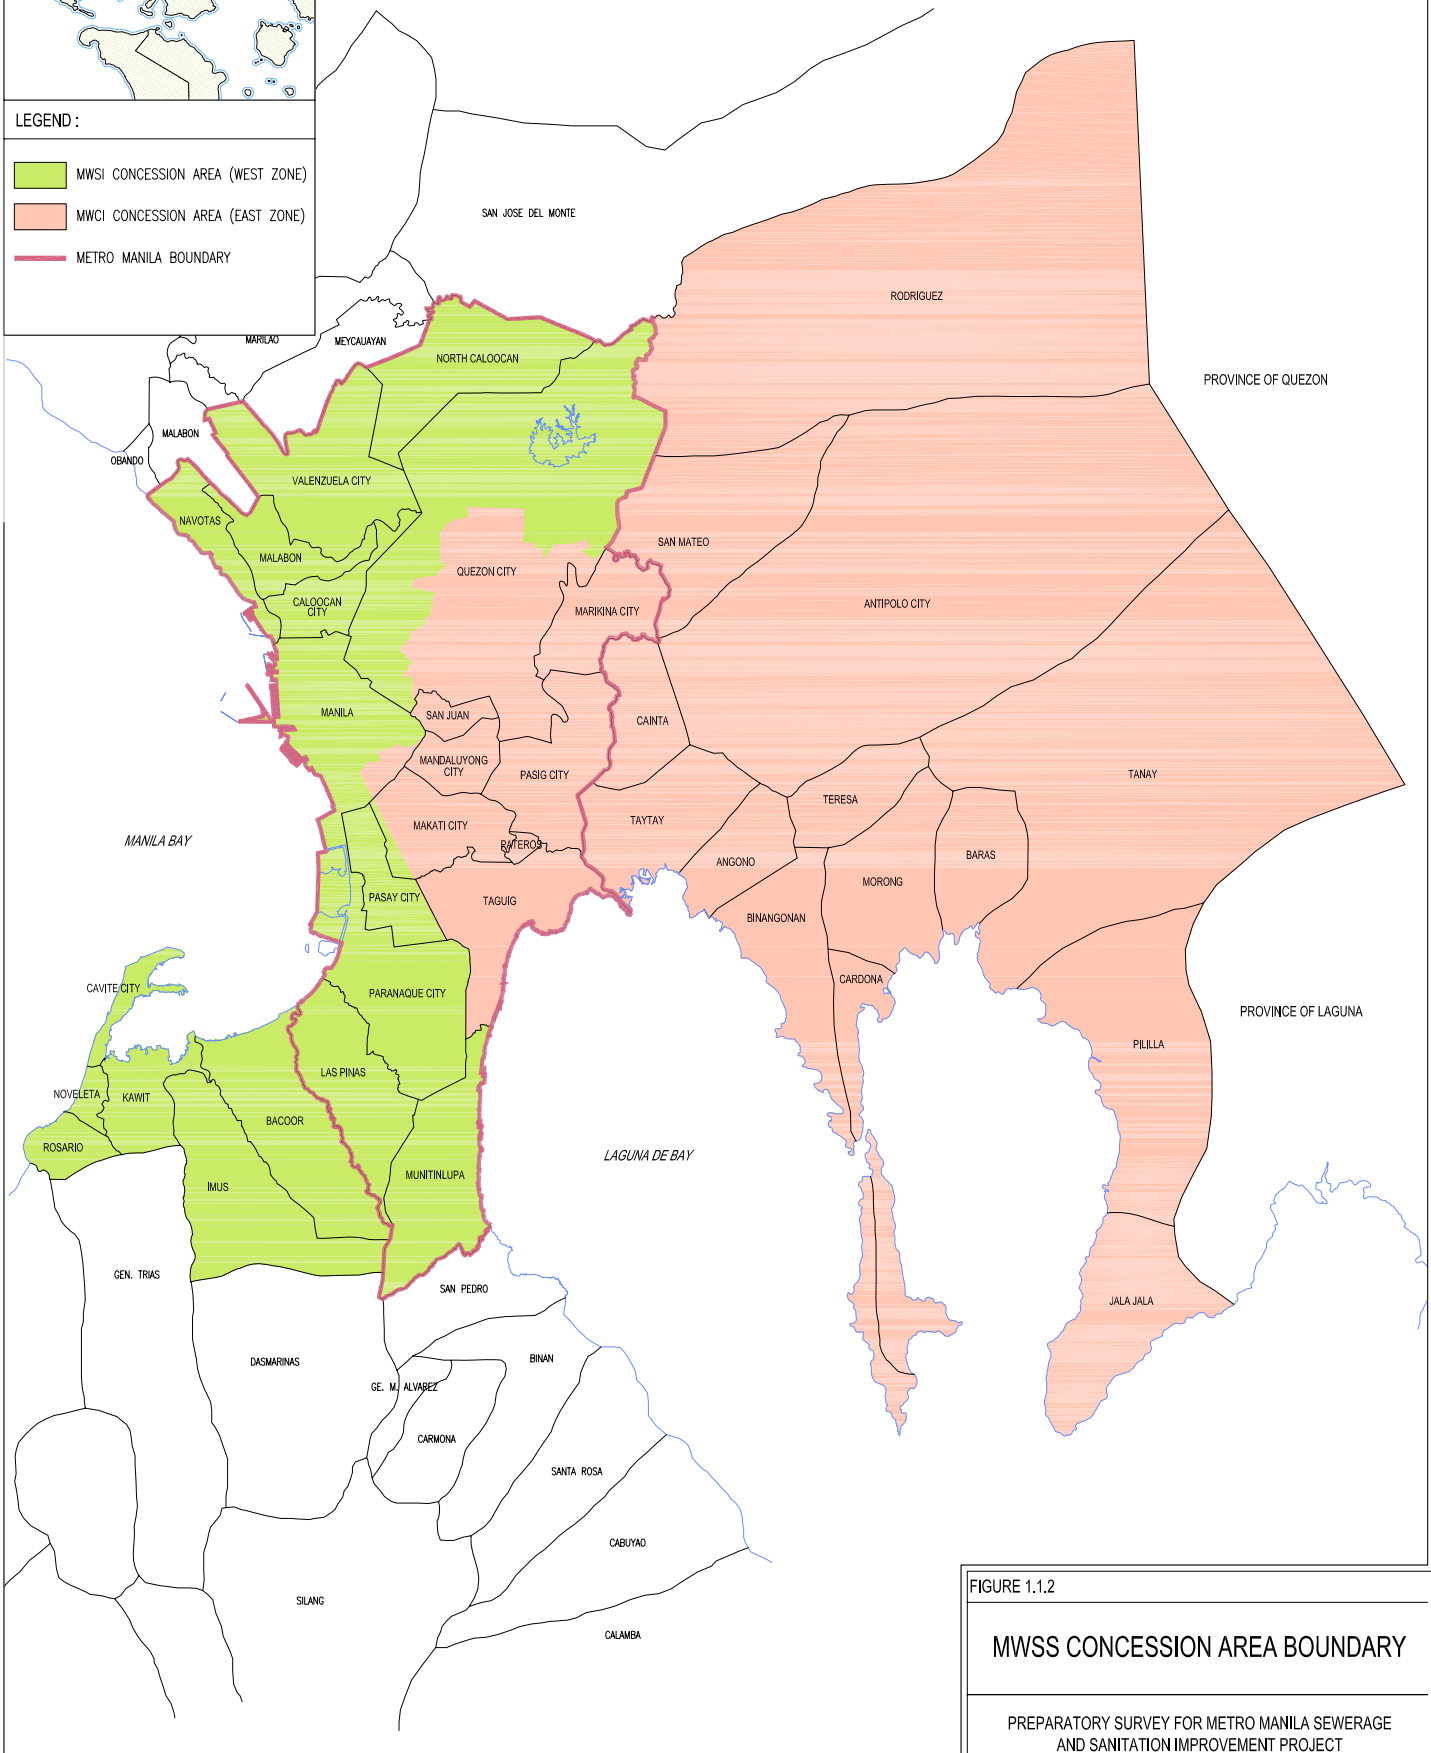 LEGEND :
MWSI CONCESSION AREA (WEST ZONE)
MWCI CONCESSION AREA (EAST ZONE)
METRO MANILA BOUNDARY
SAN JOSE DEL MONTE
RODRIGUEZ
MARILAO
MEYCAUAYAN
NORTH CALOOCAN
PROVINCE OF QUEZON
MALABON
OBANDO
VALENZUELA CITY
NAVOTAS
MALABON
SAN MATEO
QUEZON CITY
CALOOCAN
CITY
MARIKINA CITY
ANTIPOLO CITY
MANILA
SAN JUAN
CAINTA
MANDALUYONG
CITY
PASIG CITY
TANAY
TERESA
MAKATI CITY
TAYTAY
MANILA BAY
PATEROS
ANGONO
BARAS
MORONG
PASAY CITY
TAGUIG
BINANGONAN
CARDONA
CAVITE CITY
PARANAQUE CITY
PROVINCE OF LAGUNA
PILILLA
LAS PINAS
NOVELETA
KAWIT
BACOOR
ROSARIO
LAGUNA DE BAY
MUNITINLUPA
IMUS
GEN. TRIAS
SAN PEDRO
JALA JALA
DASMARINAS
BINAN
GE. M. ALVAREZ
CARMONA
SANTA ROSA
CABUYAO
SILANG
CALAMBA
FIGURE 1.1.2
MWSS CONCESSION AREA BOUNDARY
PREPARATORY SURVEY FOR METRO MANILA SEWERAGE
AND SANITATION IMPROVEMENT PROJECT